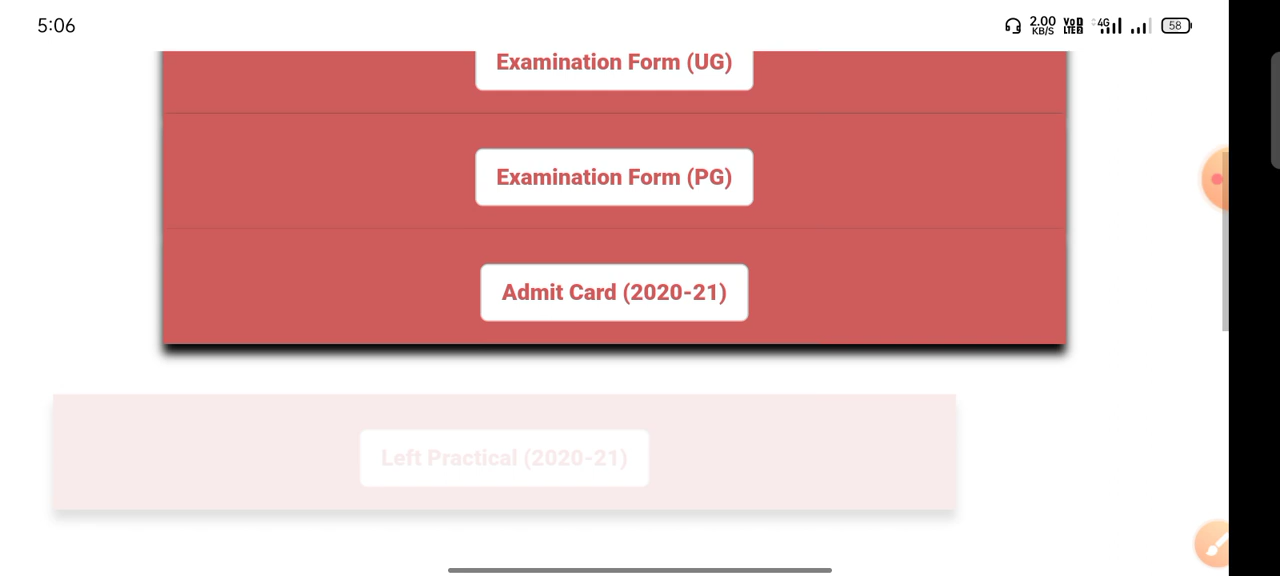 5:06
2.00
KB/S
VoD
LTE 2
4G
58
Examination Form (UG)
Examination Form (PG)
Admit Card (2020-21)
Left Practical (2020-21)